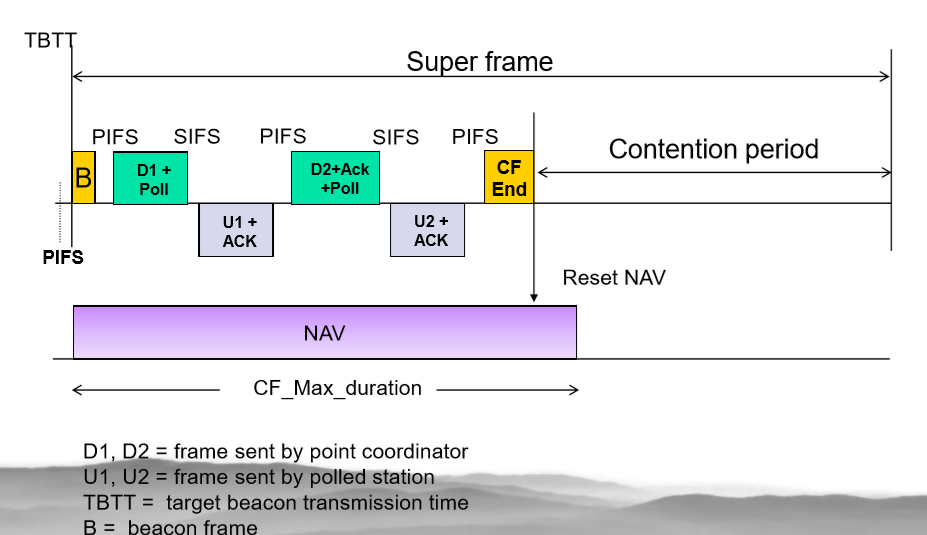 TBTT
Super frame
PIFS SIFS PIFS SIFS PIFS
Contention period
B
D1 +
Poll
D2+Ack
+Poll
CF
End
U1 +
ACK
U2 +
ACK
PIFS
Reset NAV
NAV
CF_Max_duration
D1, D2 = frame sent by point coordinator
U1, U2 = frame sent by polled station
TBTT = target beacon transmission time
B = beacon frame